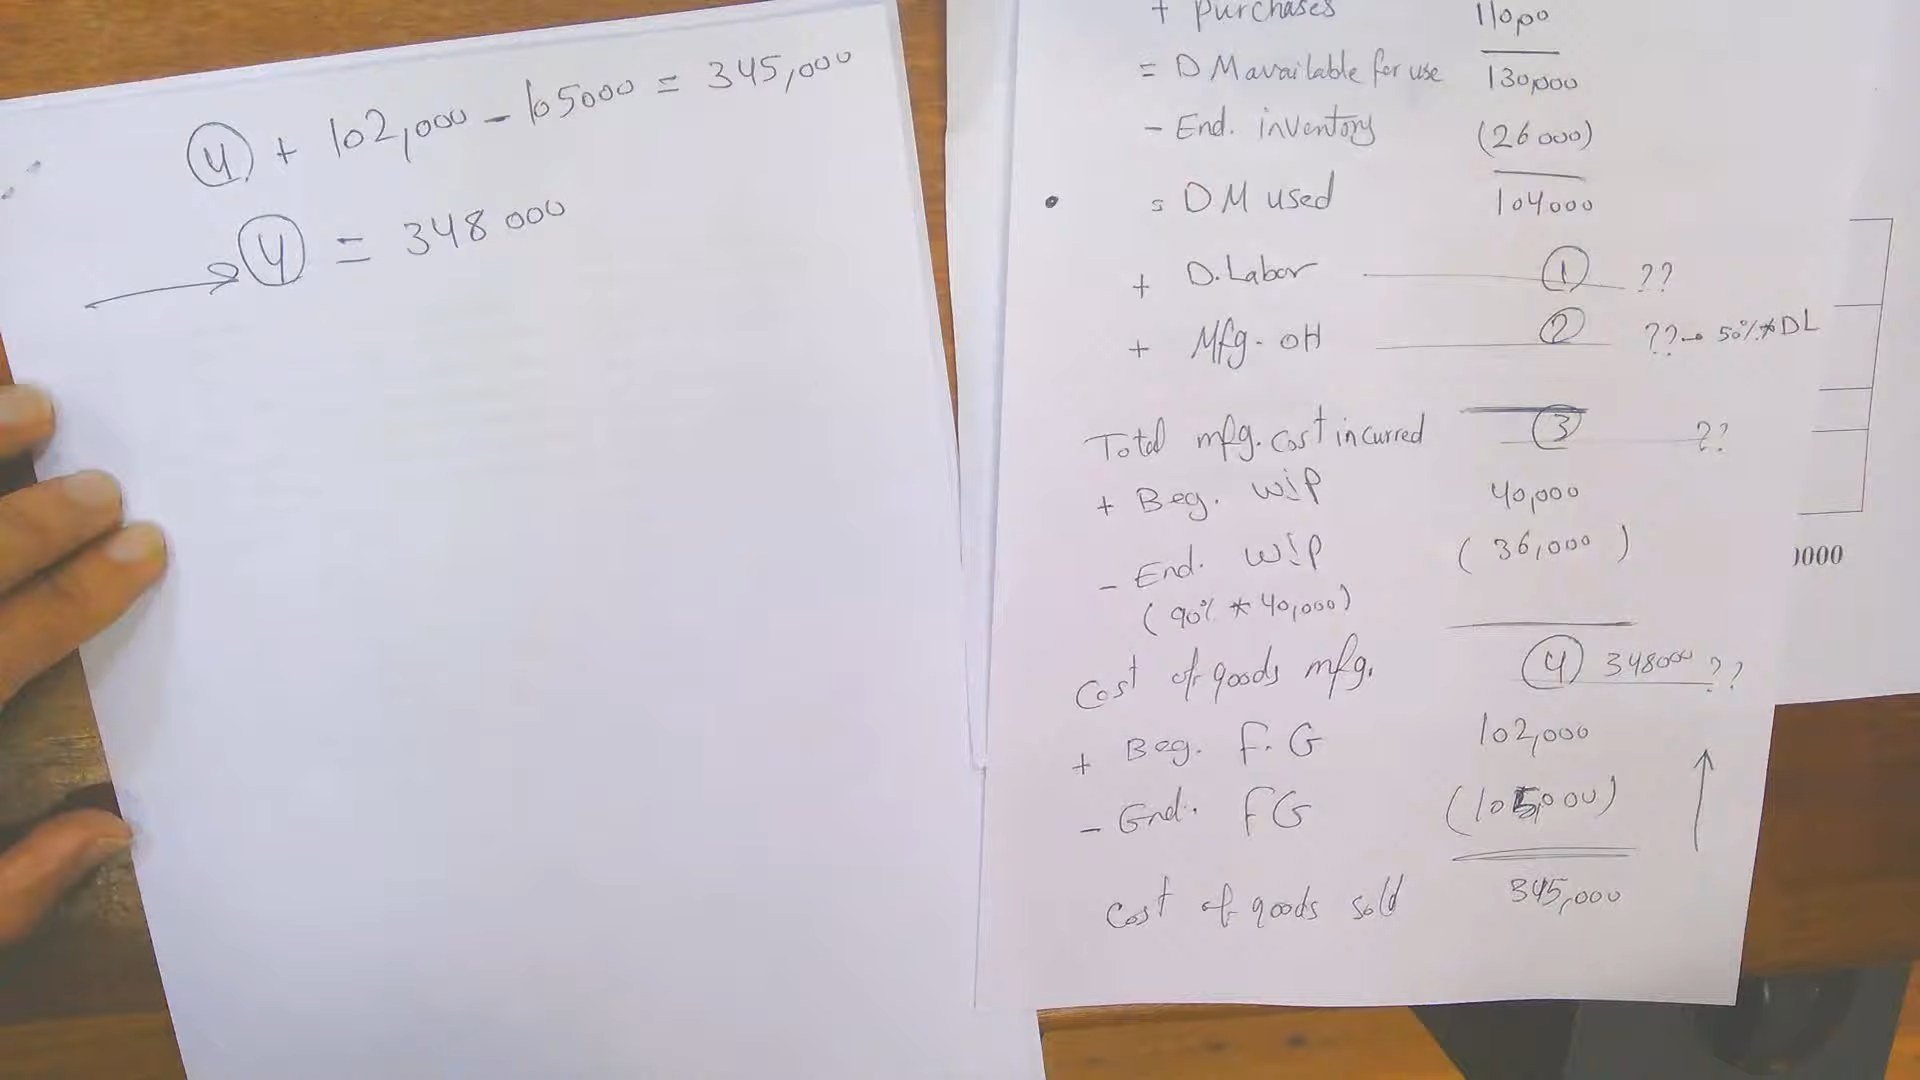 ④ + 102,000 - 105000 = 345,000
④ = 348 000
+ purchases 110,00
= DM available for use 130,000
- End. inventory (26 000)
= DM used 104000
+ D.Labor ① ??
+ Mfg. OH ② ?? → 50% * DL
Total mfg. cost incurred ③ ??
+ Beg. WIP 40,000
- End. WIP (36,000)
(90% * 40,000)
Cost of goods mfg. ④ 348000 ??
+ Beg. F.G 102,000
- End. FG (105,000)
Cost of goods sold 345,000
0000